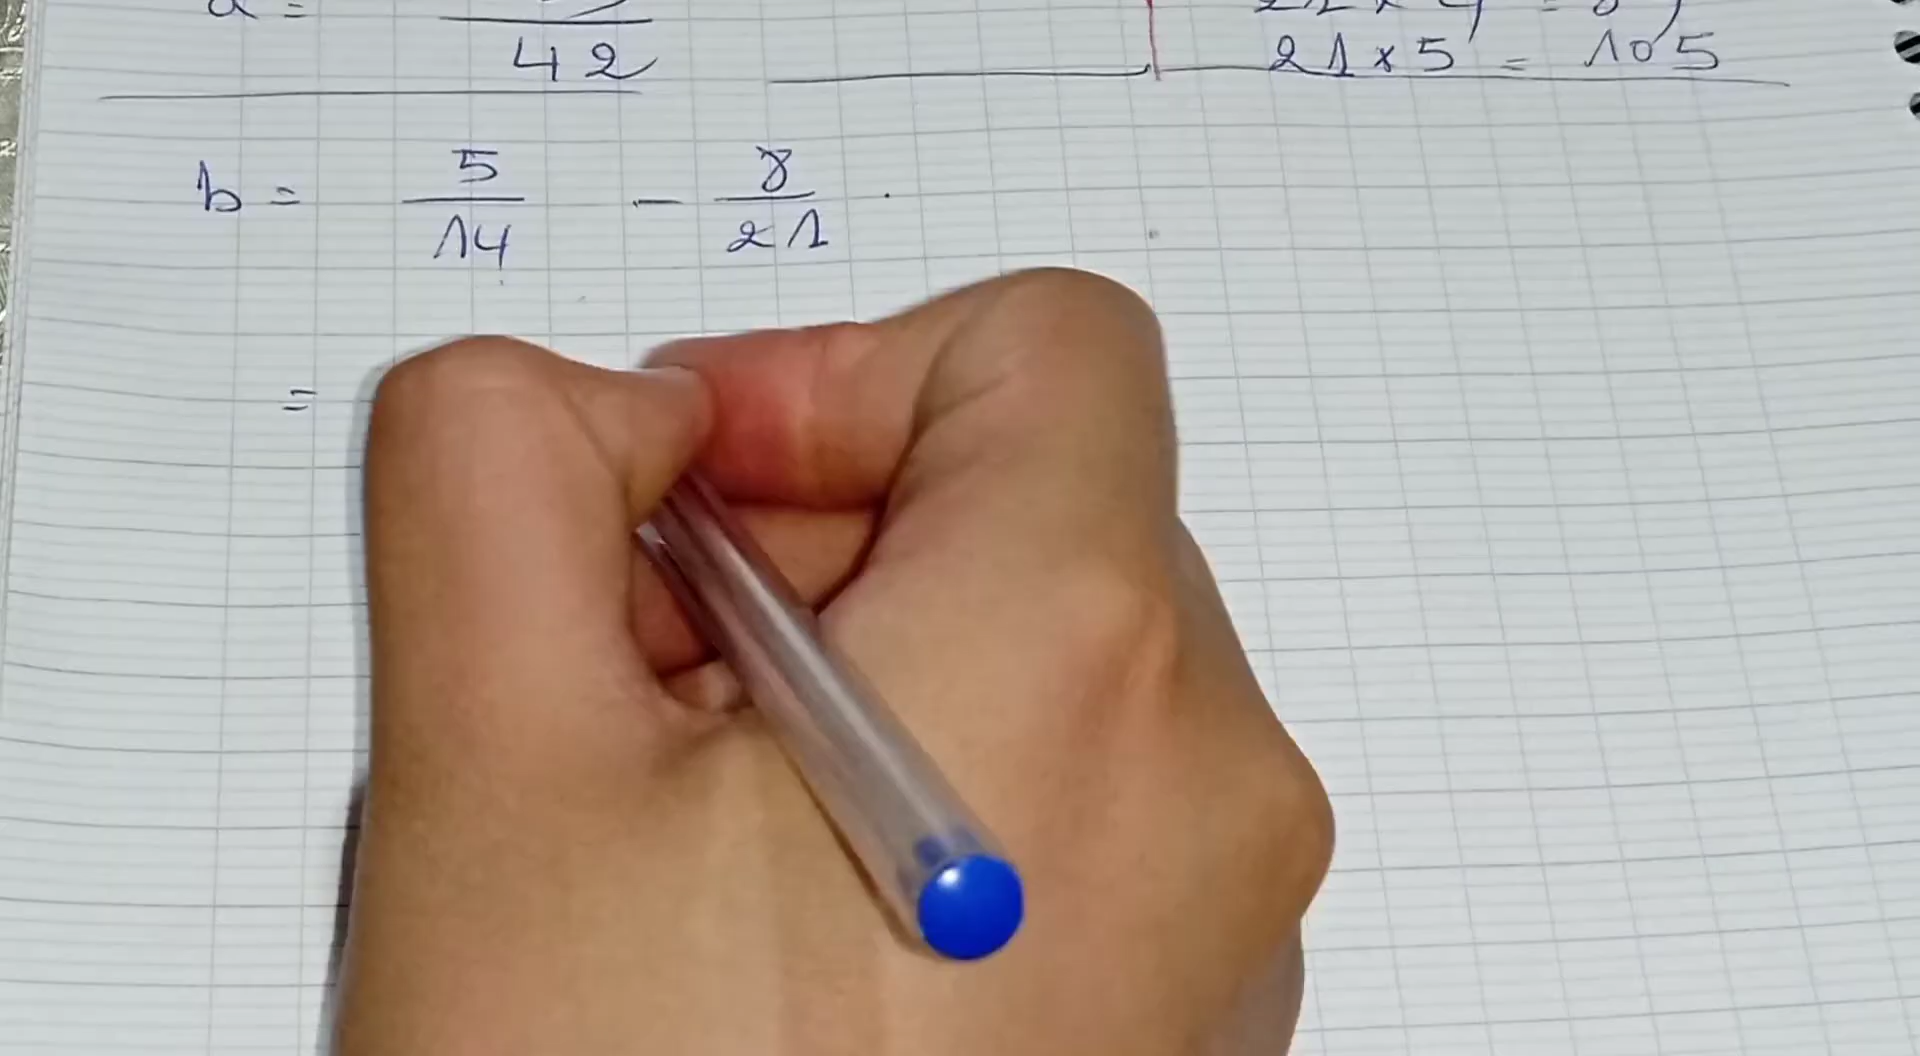 a =
42
21 × 5 = 105
b = 5/14 - 8/21
=